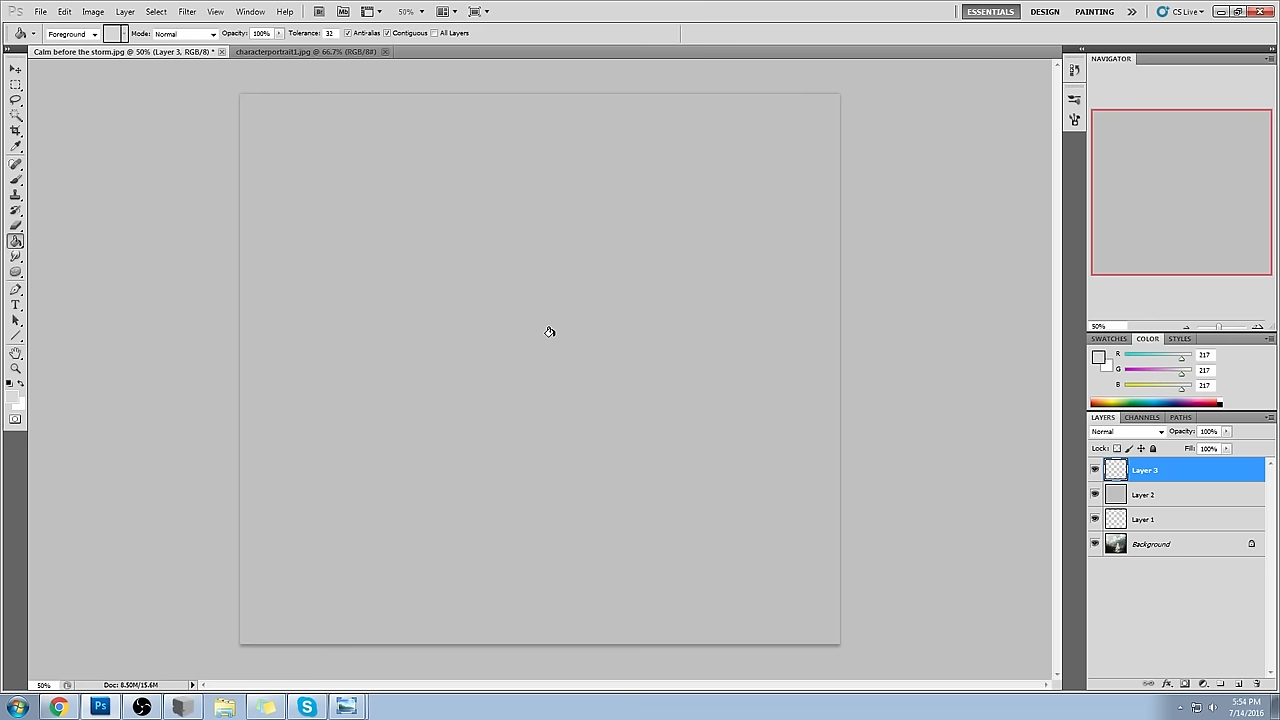 Ps File Edit Image Layer Select Filter View Window Help Mb 50% ESSENTIALS DESIGN PAINTING CS Live
Foreground Mode: Normal Opacity: 100% Tolerance: 32 Anti-alias Contiguous All Layers
Calm before the storm.jpg @ 50% (Layer 3, RGB/8) * characterportrait1.jpg @ 66.7% (RGB/8#)
NAVIGATOR
50%
SWATCHES COLOR STYLES
R 217
G 217
B 217
LAYERS CHANNELS PATHS
Normal Opacity: 100%
Lock: Fill: 100%
Layer 3
Layer 2
Layer 1
Background
50% Doc: 8.50M/15.6M
5:54 PM
7/14/2016